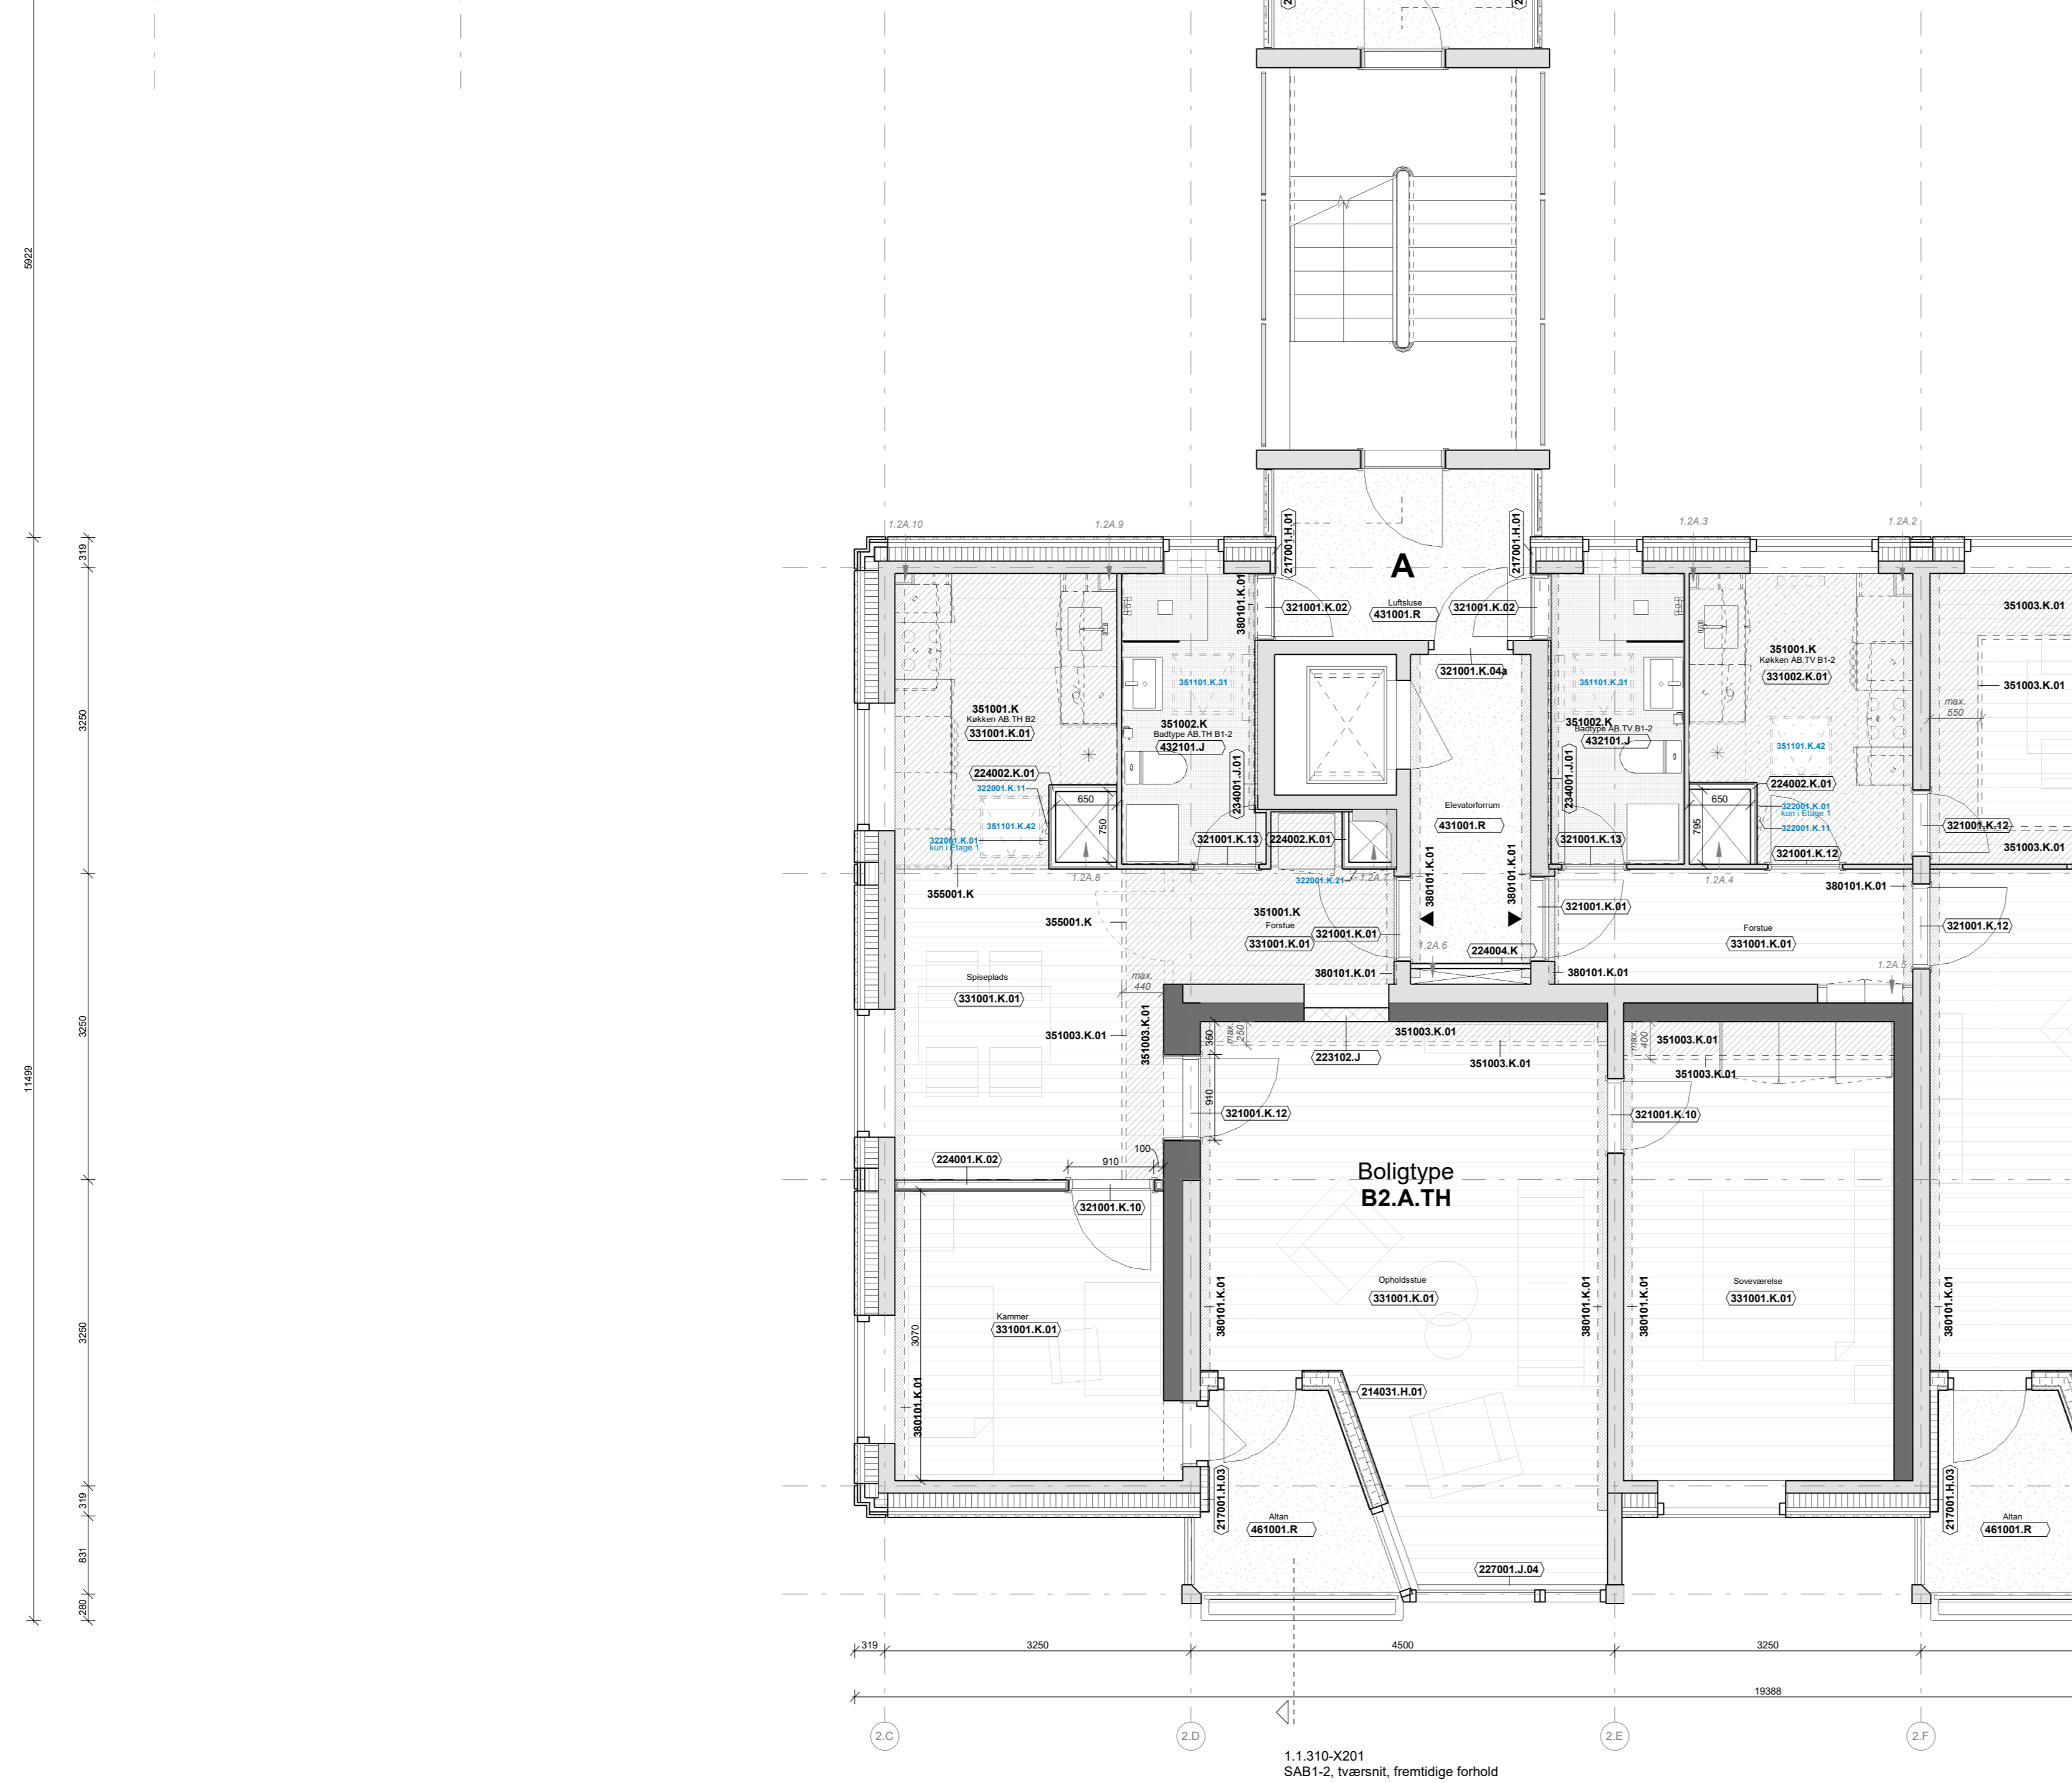 5922
1.2A.10
1.2A.9
1.2A.3
1.2A.2
319
217001.H.01
217001.H.01
A
380101.K.01
321001.K.02
Luftsluse
431001.R
321001.K.02
351003.K.01
351001.K
Køkken AB.TV B1-2
331002.K.01
321001.K.04a
351101.K.31
351101.K.31
351003.K.01
max.
550
3250
351001.K
Køkken AB.TH B2
331001.K.01
351002.K
Badtype AB.TH B1-2
432101.J
351002.K
Badtype AB.TV.B1-2
432101.J
351101.K.42
224002.K.01
322001.K.11
351101.K.42
322001.K.01
kun i Etage 1
650
750
234001.J.01
234001.J.01
Elevatorforrum
431001.R
224002.K.01
650
795
322001.K.01
kun i Etage 1
322001.K.11
321001.K.12
321001.K.13
224002.K.01
321001.K.13
321001.K.12
351003.K.01
1.2A.8
322001.K.21
1.2A.7
380101.K.01
380101.K.01
1.2A.4
380101.K.01
355001.K
355001.K
351001.K
Forstue
331001.K.01
321001.K.01
321001.K.01
Forstue
331001.K.01
321001.K.12
1.2A.6
224004.K
1.2A.5
Spiseplads
331001.K.01
max.
440
380101.K.01
380101.K.01
3250
351003.K.01
351003.K.01
360
max.
250
351003.K.01
223102.J
351003.K.01
max.
400
351003.K.01
351003.K.01
11499
910
321001.K.12
321001.K.10
224001.K.02
910
100
Boligtype
B2.A.TH
321001.K.10
3250
Kammer
331001.K.01
3070
380101.K.01
380101.K.01
Opholdsstue
331001.K.01
380101.K.01
380101.K.01
Soveværelse
331001.K.01
380101.K.01
214031.H.01
319
217001.H.03
Altan
461001.R
217001.H.03
Altan
461001.R
831
227001.J.04
280
319
3250
4500
3250
19388
2.C
2.D
2.E
2.F
1.1.310-X201
SAB1-2, tværsnit, fremtidige forhold